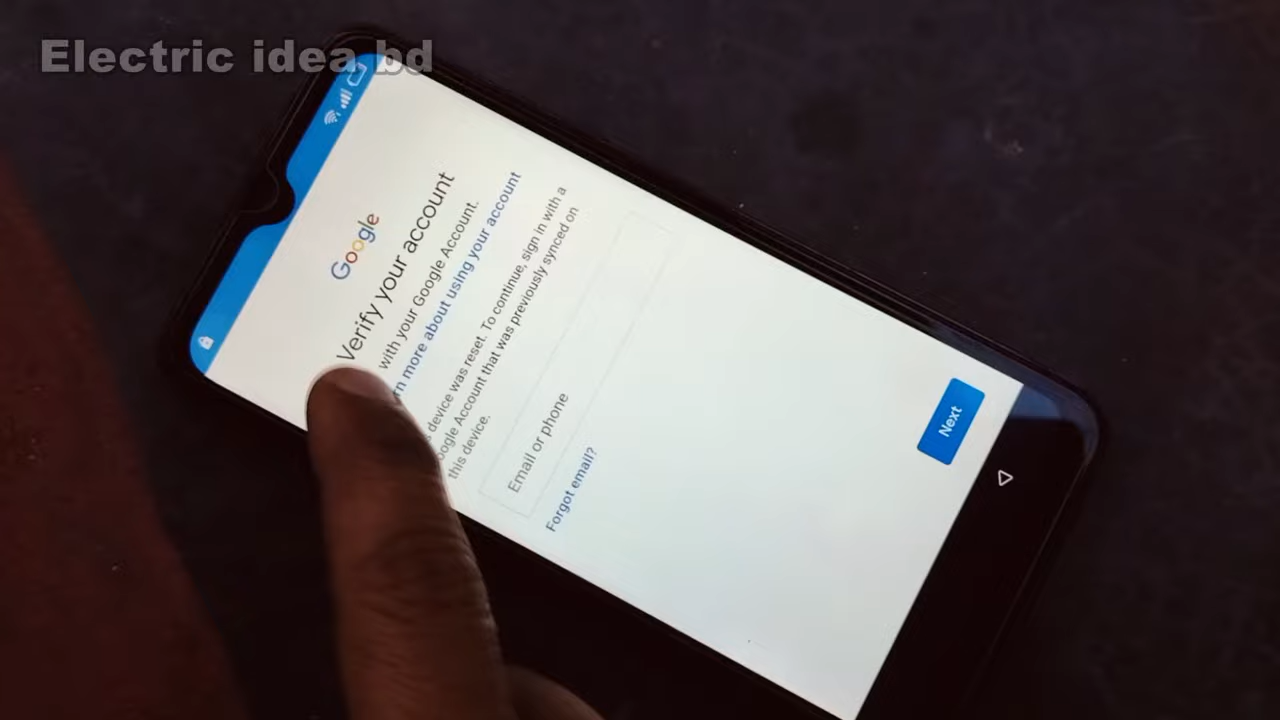 Electric idea bd
Google
Verify your account
with your Google Account.
more about using your account
device was reset. To continue, sign in with a
Account that was previously synced on
this device.
Email or phone
Forgot email?
Next